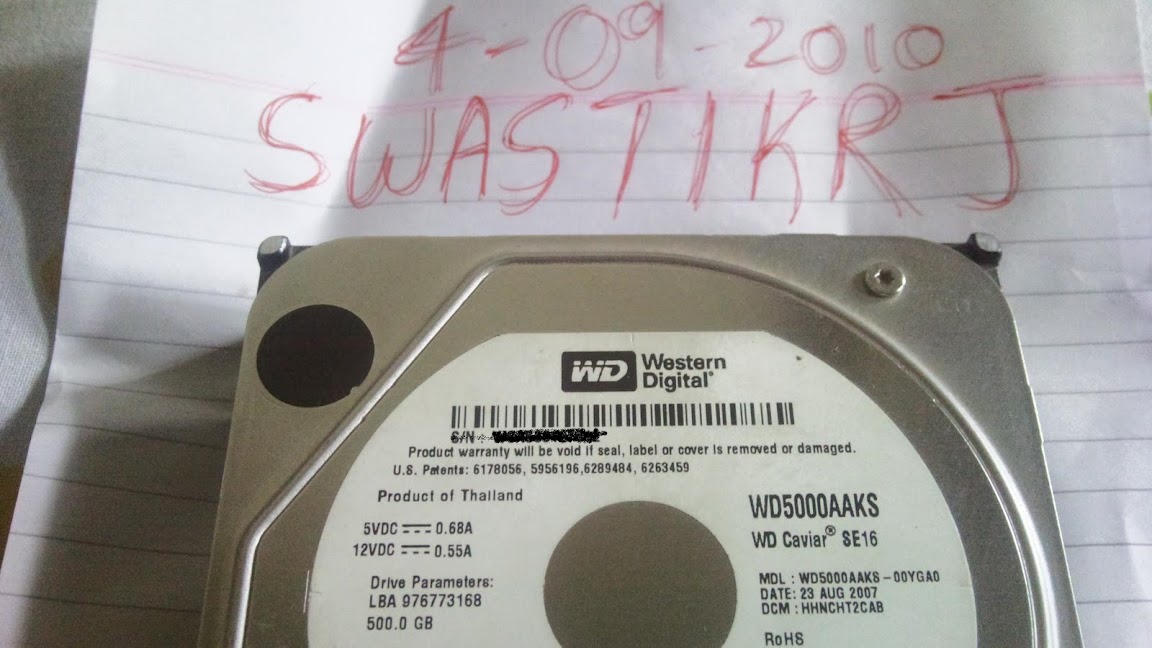 4-09-2010
SWASTIKRJ
WD Western Digital®
S/N
Product warranty will be void if seal, label or cover is removed or damaged.
U.S. Patents: 6178056, 5956196,6289484, 6263459
Product of Thailand
5VDC ⎓ 0.68A
12VDC ⎓ 0.55A
Drive Parameters:
LBA 976773168
500.0 GB
WD5000AAKS
WD Caviar® SE16
MDL : WD5000AAKS-00YGA0
DATE: 23 AUG 2007
DCM : HHNCHT2CAB
RoHS